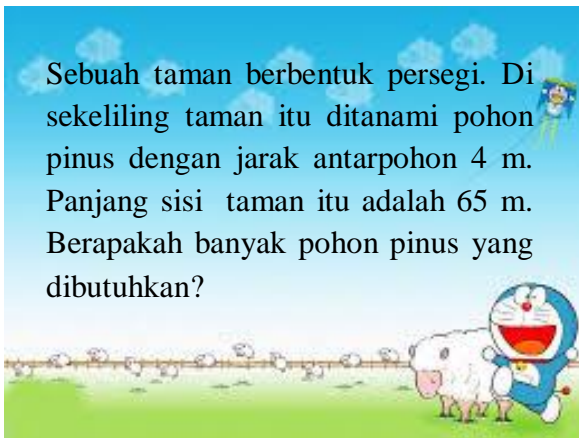 Sebuah taman berbentuk persegi. Di
sekeliling taman itu ditanami pohon
pinus dengan jarak antarpohon 4 m.
Panjang sisi taman itu adalah 65 m.
Berapakah banyak pohon pinus yang
dibutuhkan?